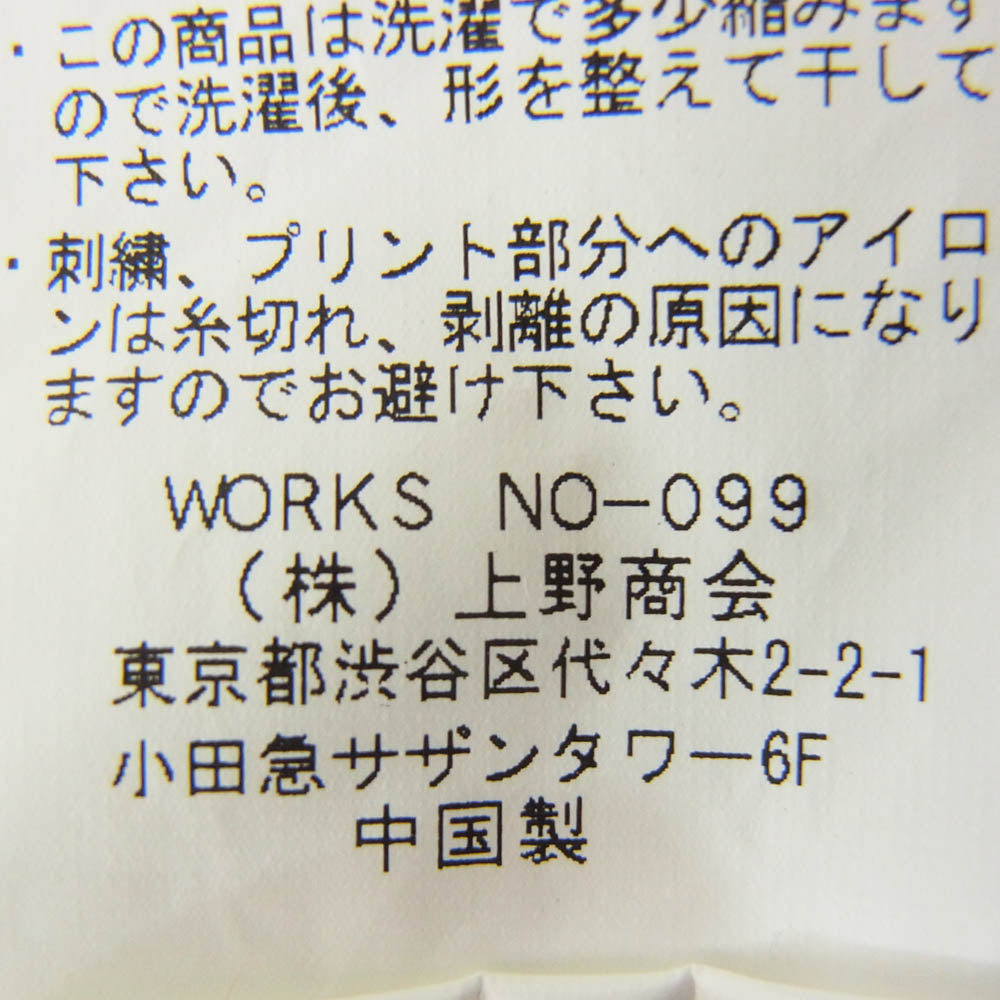 ・この商品は洗濯で多少縮みます
ので洗濯後、形を整えて干して
下さい。
・刺繍、プリント部分へのアイロ
ンは糸切れ、剥離の原因になり
ますのでお避け下さい。
WORKS NO-099
(株)上野商会
東京都渋谷区代々木2-2-1
小田急サザンタワー6F
中国製